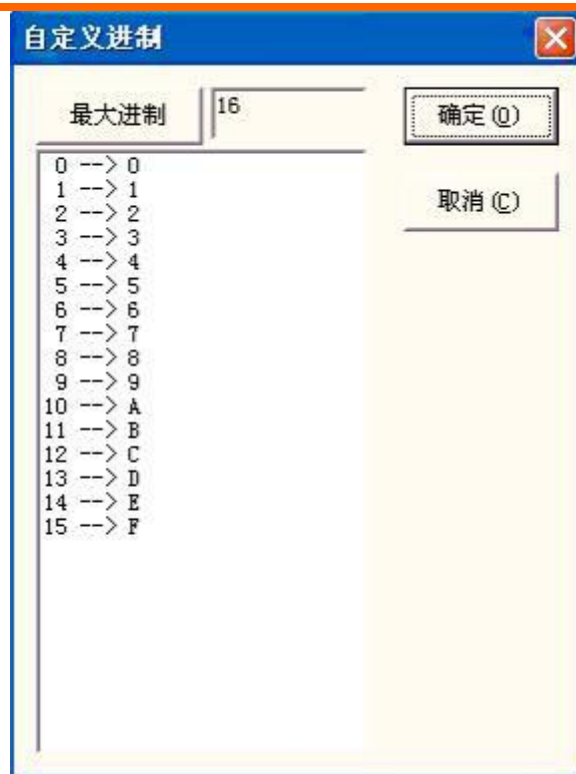 自定义进制
最大进制 16 确定(O)
0 --> 0
1 --> 1
2 --> 2
取消(C)
3 --> 3
4 --> 4
5 --> 5
6 --> 6
7 --> 7
8 --> 8
9 --> 9
10 --> A
11 --> B
12 --> C
13 --> D
14 --> E
15 --> F